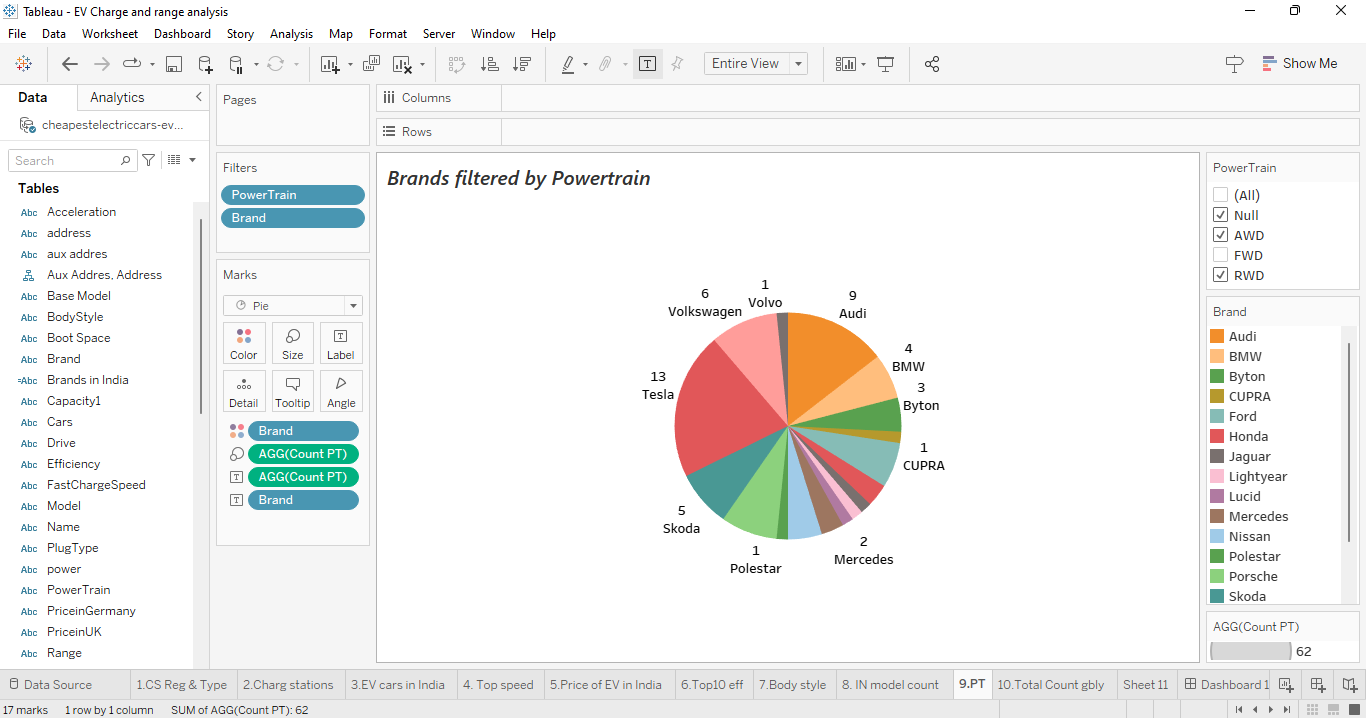 Tableau - EV Charge and range analysis
File Data Worksheet Dashboard Story Analysis Map Format Server Window Help
Entire View
Show Me
Data Analytics
cheapestelectriccars-ev...
Search
Tables
Abc Acceleration
Abc address
Abc aux addres
Aux Addres, Address
Abc Base Model
Abc BodyStyle
Abc Boot Space
Abc Brand
=Abc Brands in India
Abc Capacity1
Abc Cars
Abc Drive
Abc Efficiency
Abc FastChargeSpeed
Abc Model
Abc Name
Abc PlugType
Abc power
Abc PowerTrain
Abc PriceinGermany
Abc PriceinUK
Abc Range
Pages
Filters
PowerTrain
Brand
Marks
Pie
Color Size Label
Detail Tooltip Angle
Brand
AGG(Count PT)
AGG(Count PT)
Brand
Columns
Rows
Brands filtered by Powertrain
1
Volvo
9
Audi
6
Volkswagen
4
BMW
13
Tesla
3
Byton
1
CUPRA
5
Skoda
2
Mercedes
1
Polestar
PowerTrain
(All)
Null
AWD
FWD
RWD
Brand
Audi
BMW
Byton
CUPRA
Ford
Honda
Jaguar
Lightyear
Lucid
Mercedes
Nissan
Polestar
Porsche
Skoda
AGG(Count PT)
62
Data Source 1.CS Reg & Type 2.Charg stations 3.EV cars in India 4. Top speed 5.Price of EV in India 6.Top10 eff 7.Body style 8. IN model count 9.PT 10.Total Count gbly Sheet 11 Dashboard 1
17 marks 1 row by 1 column SUM of AGG(Count PT): 62